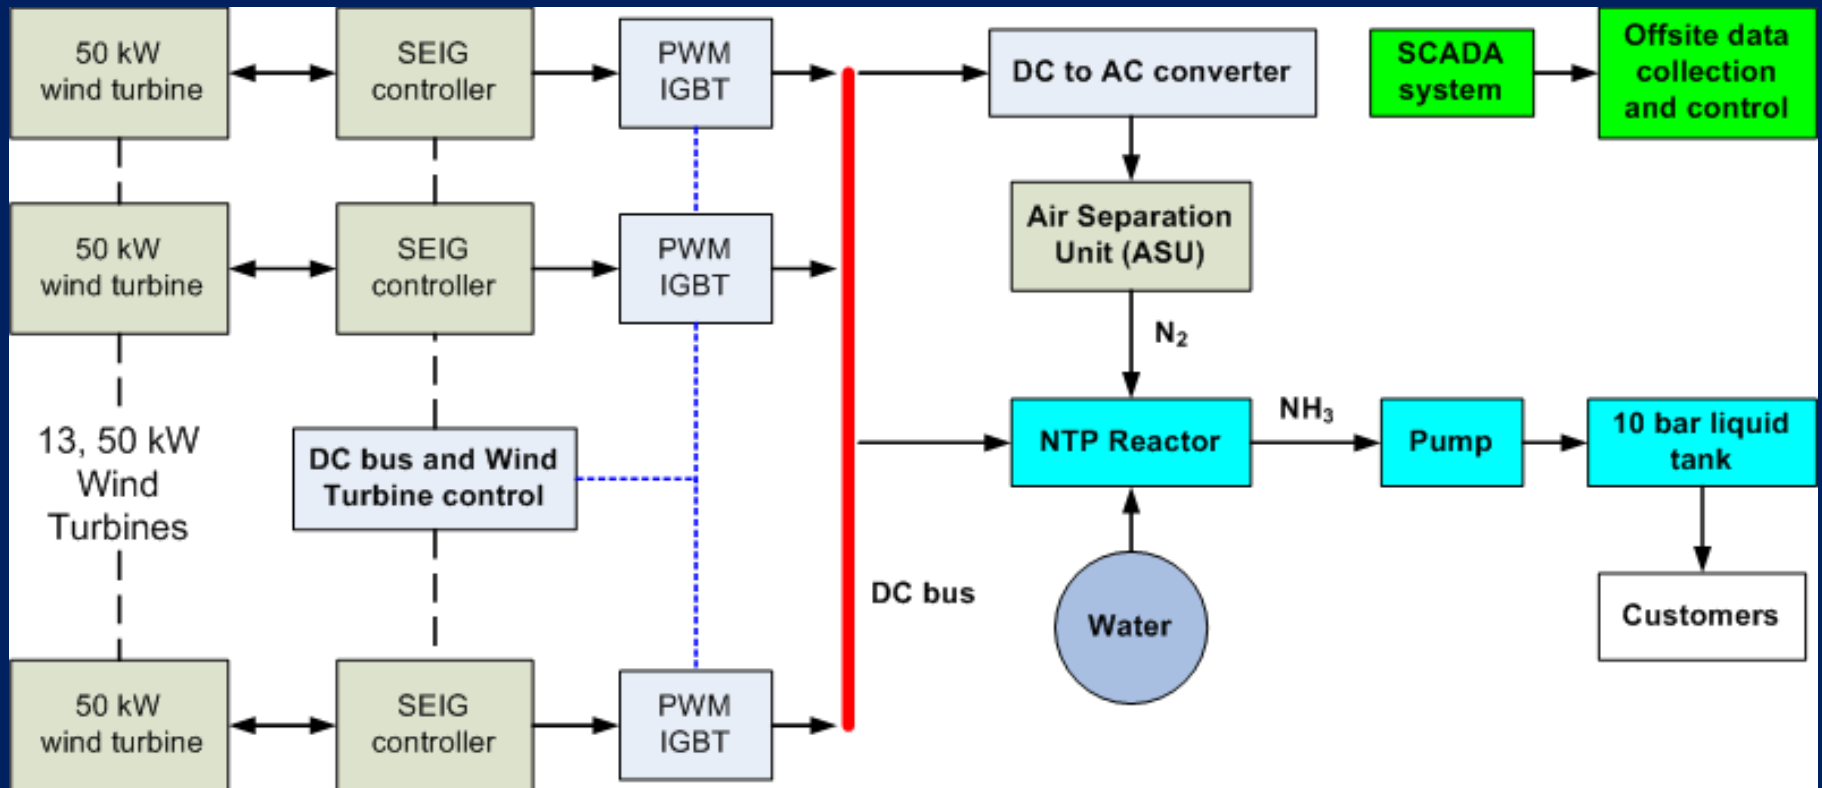 50 kW
wind turbine
SEIG
controller
PWM
IGBT
DC to AC converter
SCADA
system
Offsite data
collection
and control
50 kW
wind turbine
SEIG
controller
PWM
IGBT
Air Separation
Unit (ASU)
N₂
13, 50 kW
Wind
Turbines
DC bus and Wind
Turbine control
NTP Reactor
NH₃
Pump
10 bar liquid
tank
DC bus
Water
Customers
50 kW
wind turbine
SEIG
controller
PWM
IGBT